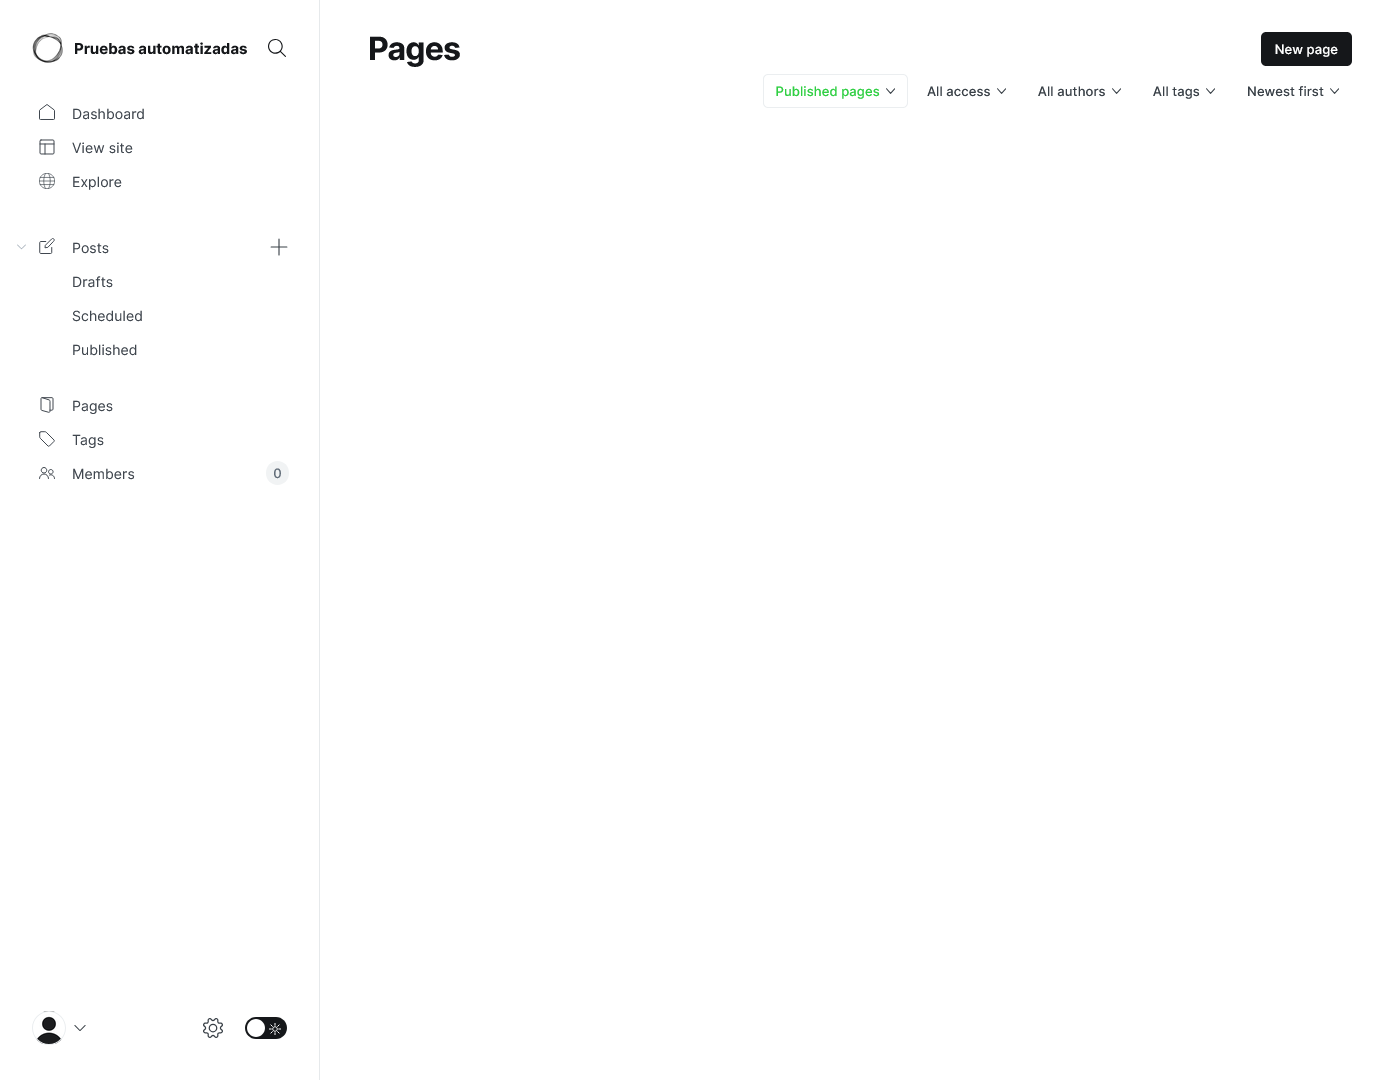 Pruebas automatizadas
Dashboard
View site
Explore
Posts
Drafts
Scheduled
Published
Pages
Tags
Members 0
Pages
New page
Published pages All access All authors All tags Newest first